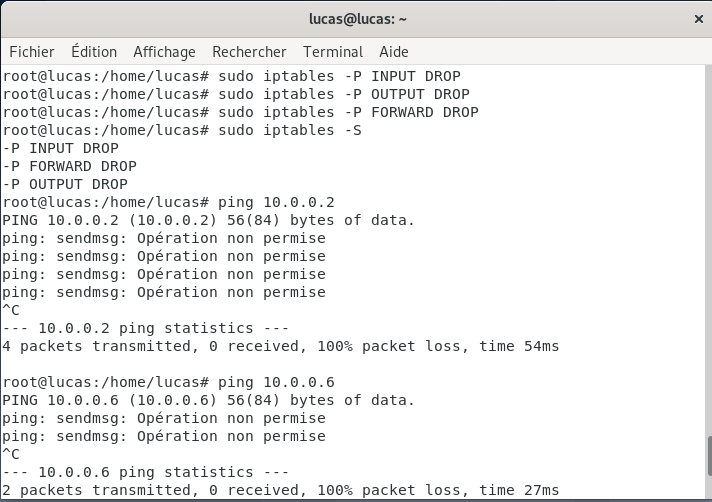 lucas@lucas: ~
×
Fichier Édition Affichage Rechercher Terminal Aide
root@lucas:/home/lucas# sudo iptables -P INPUT DROP
root@lucas:/home/lucas# sudo iptables -P OUTPUT DROP
root@lucas:/home/lucas# sudo iptables -P FORWARD DROP
root@lucas:/home/lucas# sudo iptables -S
-P INPUT DROP
-P FORWARD DROP
-P OUTPUT DROP
root@lucas:/home/lucas# ping 10.0.0.2
PING 10.0.0.2 (10.0.0.2) 56(84) bytes of data.
ping: sendmsg: Opération non permise
ping: sendmsg: Opération non permise
ping: sendmsg: Opération non permise
ping: sendmsg: Opération non permise
^C
--- 10.0.0.2 ping statistics ---
4 packets transmitted, 0 received, 100% packet loss, time 54ms

root@lucas:/home/lucas# ping 10.0.0.6
PING 10.0.0.6 (10.0.0.6) 56(84) bytes of data.
ping: sendmsg: Opération non permise
ping: sendmsg: Opération non permise
^C
--- 10.0.0.6 ping statistics ---
2 packets transmitted, 0 received, 100% packet loss, time 27ms